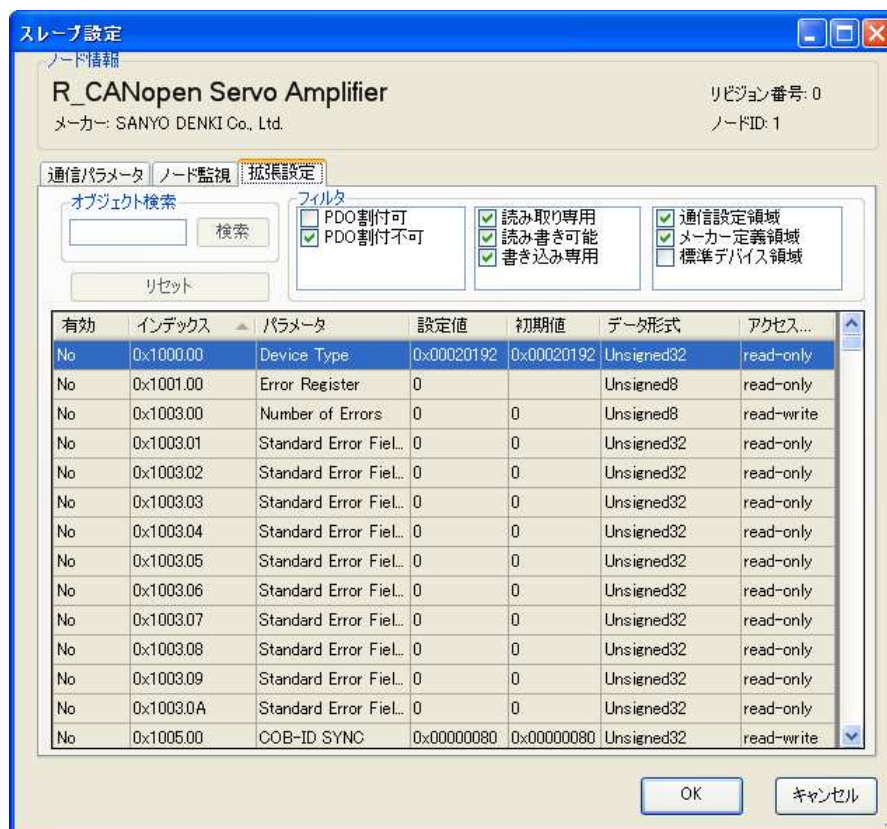 スレーブ設定
ノード情報
R_CANopen Servo Amplifier
リビジョン番号: 0
メーカー: SANYO DENKI Co., Ltd.
ノードID: 1
通信パラメータ ノード監視 拡張設定
オブジェクト検索
フィルタ
検索
リセット
PDO割付可
PDO割付不可
読み取り専用
読み書き可能
書き込み専用
通信設定領域
メーカー定義領域
標準デバイス領域
有効 インデックス パラメータ 設定値 初期値 データ形式 アクセス...
No 0x1000.00 Device Type 0x00020192 0x00020192 Unsigned32 read-only
No 0x1001.00 Error Register 0 Unsigned8 read-only
No 0x1003.00 Number of Errors 0 0 Unsigned8 read-write
No 0x1003.01 Standard Error Fiel... 0 0 Unsigned32 read-only
No 0x1003.02 Standard Error Fiel... 0 0 Unsigned32 read-only
No 0x1003.03 Standard Error Fiel... 0 0 Unsigned32 read-only
No 0x1003.04 Standard Error Fiel... 0 0 Unsigned32 read-only
No 0x1003.05 Standard Error Fiel... 0 0 Unsigned32 read-only
No 0x1003.06 Standard Error Fiel... 0 0 Unsigned32 read-only
No 0x1003.07 Standard Error Fiel... 0 0 Unsigned32 read-only
No 0x1003.08 Standard Error Fiel... 0 0 Unsigned32 read-only
No 0x1003.09 Standard Error Fiel... 0 0 Unsigned32 read-only
No 0x1003.0A Standard Error Fiel... 0 0 Unsigned32 read-only
No 0x1005.00 COB-ID SYNC 0x00000080 0x00000080 Unsigned32 read-write
OK キャンセル